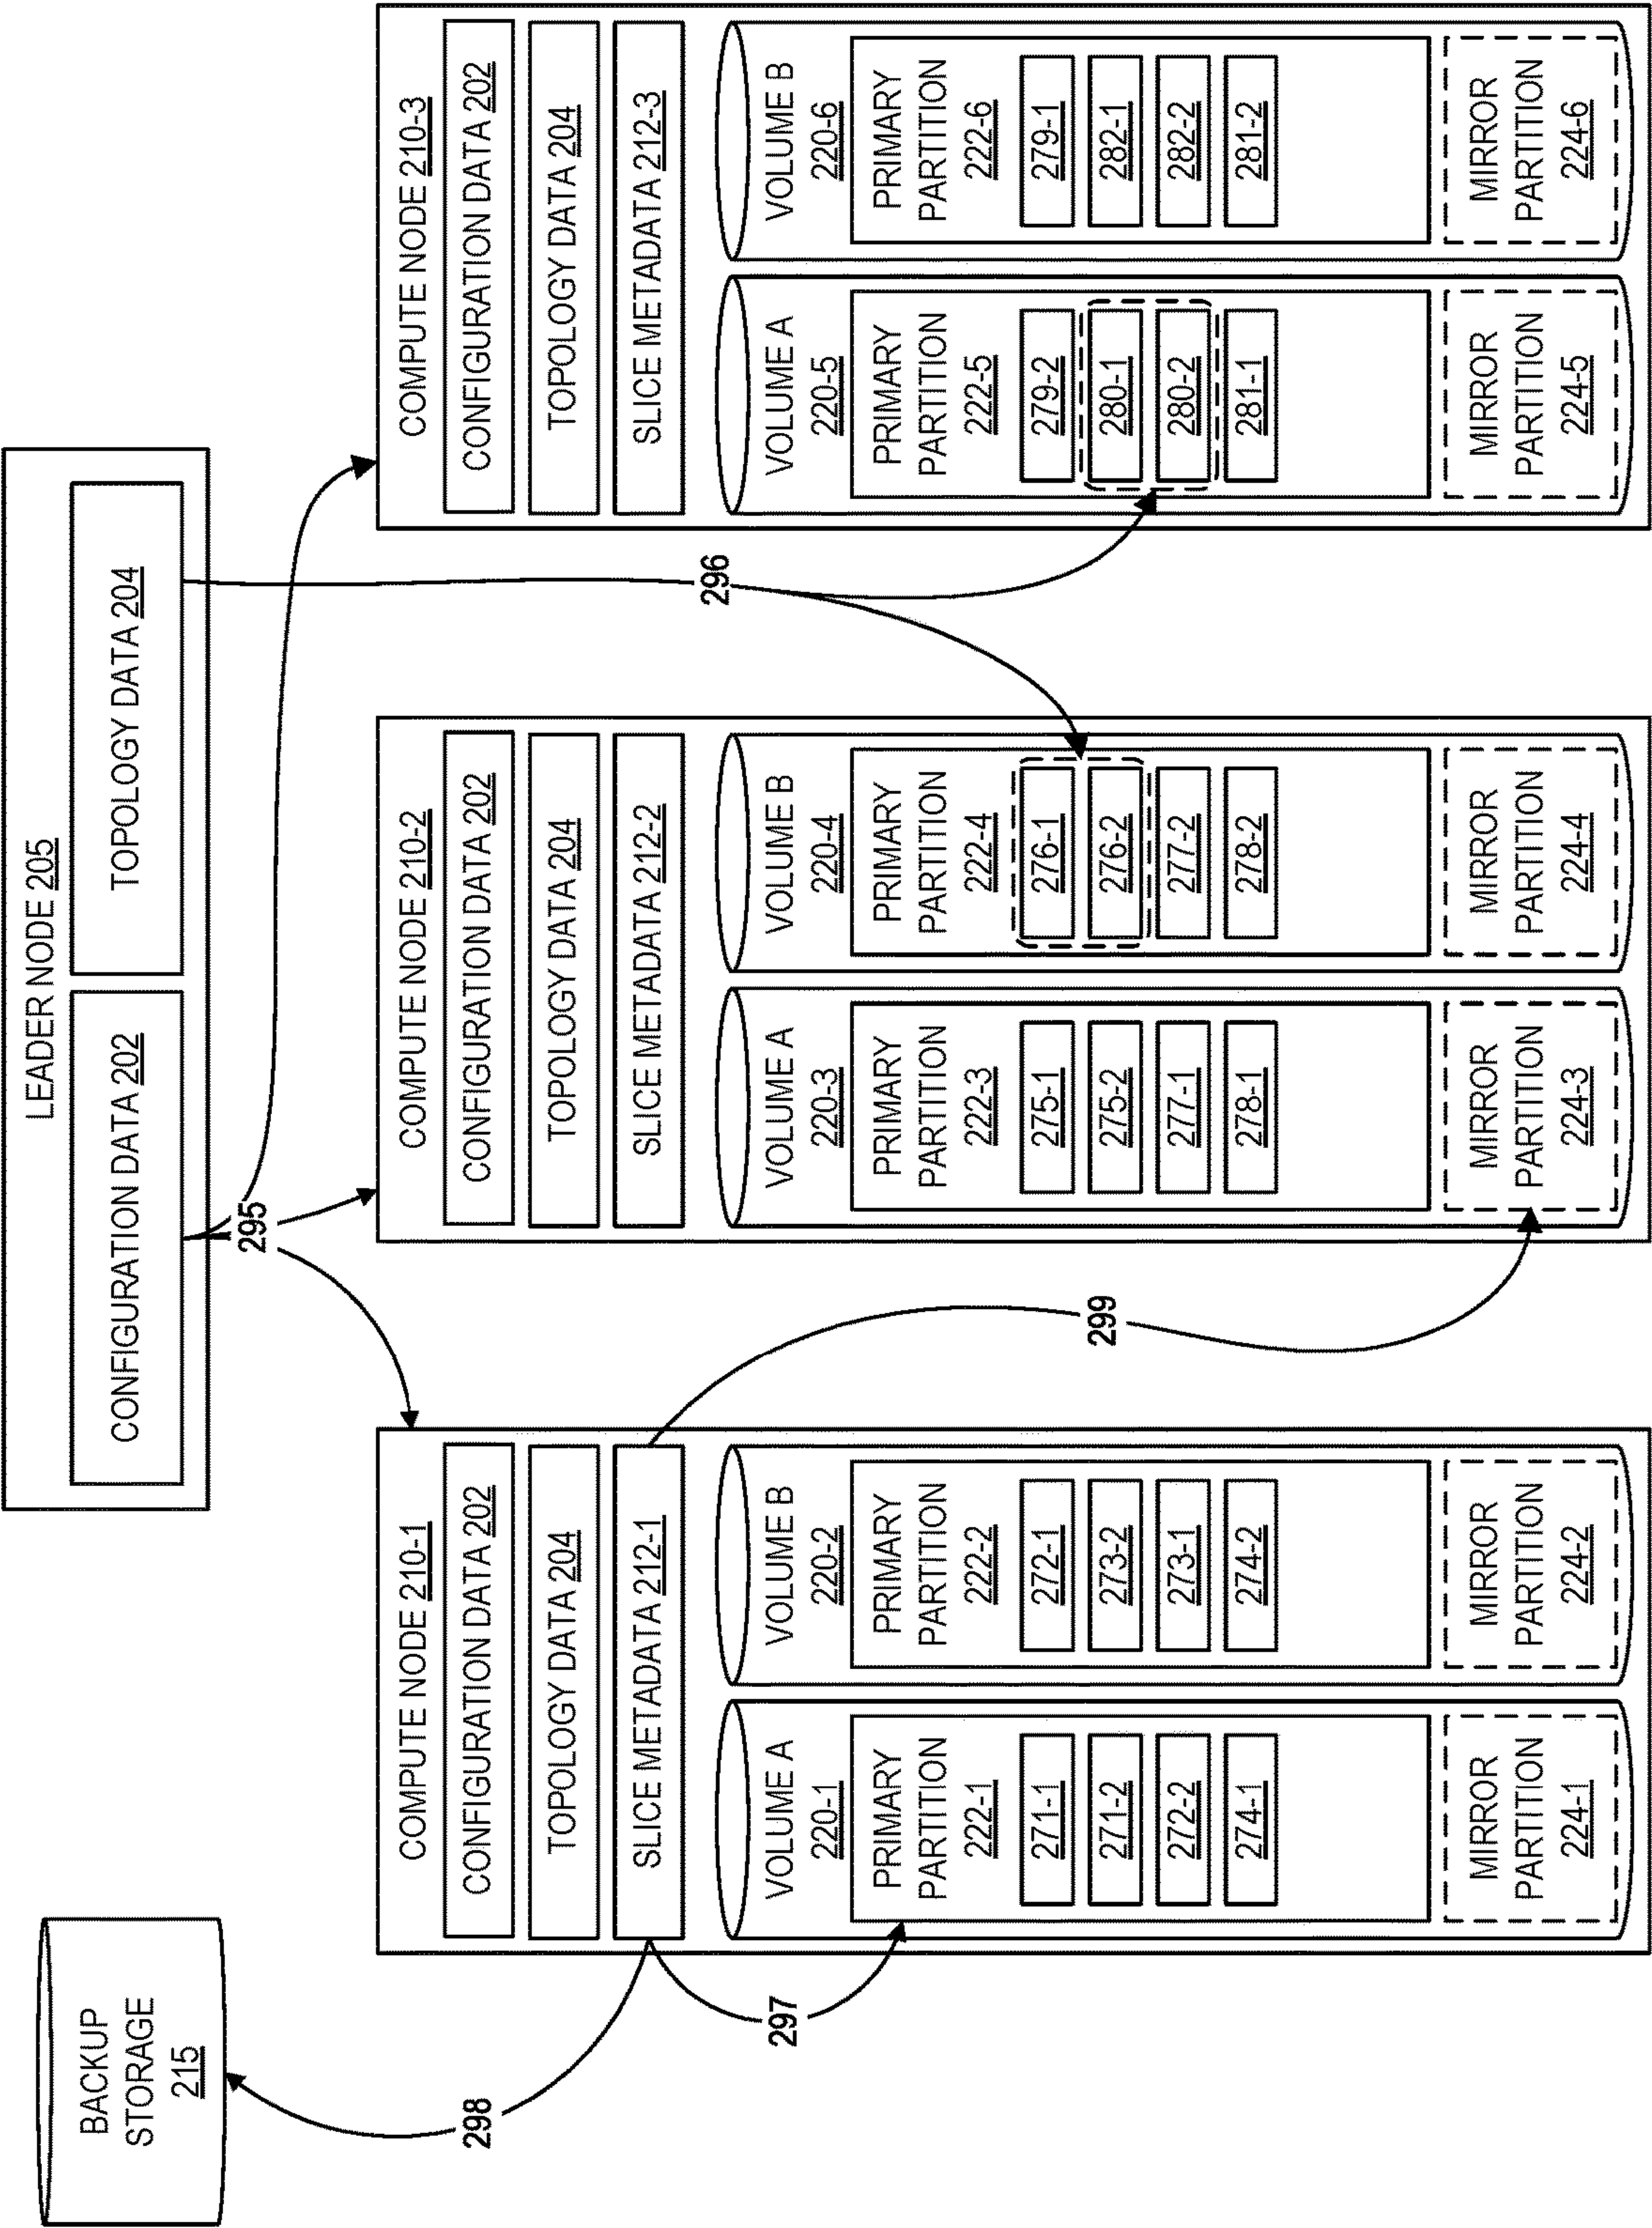 BACKUP
STORAGE
215
LEADER NODE 205
CONFIGURATION DATA 202
TOPOLOGY DATA 204
298
297
295
299
296
COMPUTE NODE 210-1
CONFIGURATION DATA 202
TOPOLOGY DATA 204
SLICE METADATA 212-1
VOLUME A
220-1
PRIMARY
PARTITION
222-1
271-1
271-2
272-2
274-1
MIRROR
PARTITION
224-1
VOLUME B
220-2
PRIMARY
PARTITION
222-2
272-1
273-2
273-1
274-2
MIRROR
PARTITION
224-2
COMPUTE NODE 210-2
CONFIGURATION DATA 202
TOPOLOGY DATA 204
SLICE METADATA 212-2
VOLUME A
220-3
PRIMARY
PARTITION
222-3
275-1
275-2
277-1
278-1
MIRROR
PARTITION
224-3
VOLUME B
220-4
PRIMARY
PARTITION
222-4
276-1
276-2
277-2
278-2
MIRROR
PARTITION
224-4
COMPUTE NODE 210-3
CONFIGURATION DATA 202
TOPOLOGY DATA 204
SLICE METADATA 212-3
VOLUME A
220-5
PRIMARY
PARTITION
222-5
279-2
280-1
280-2
281-1
MIRROR
PARTITION
224-5
VOLUME B
220-6
PRIMARY
PARTITION
222-6
279-1
282-1
282-2
281-2
MIRROR
PARTITION
224-6